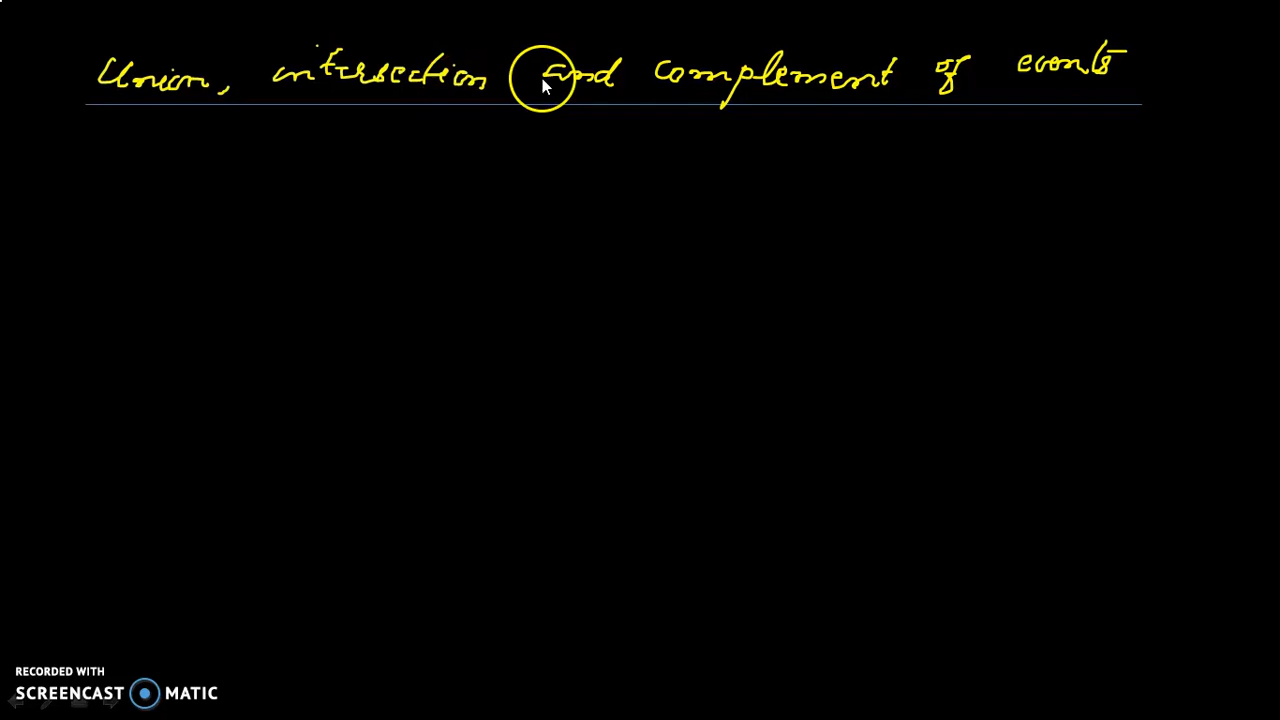 Union, intersection and complement of events
RECORDED WITH
SCREENCAST MATIC